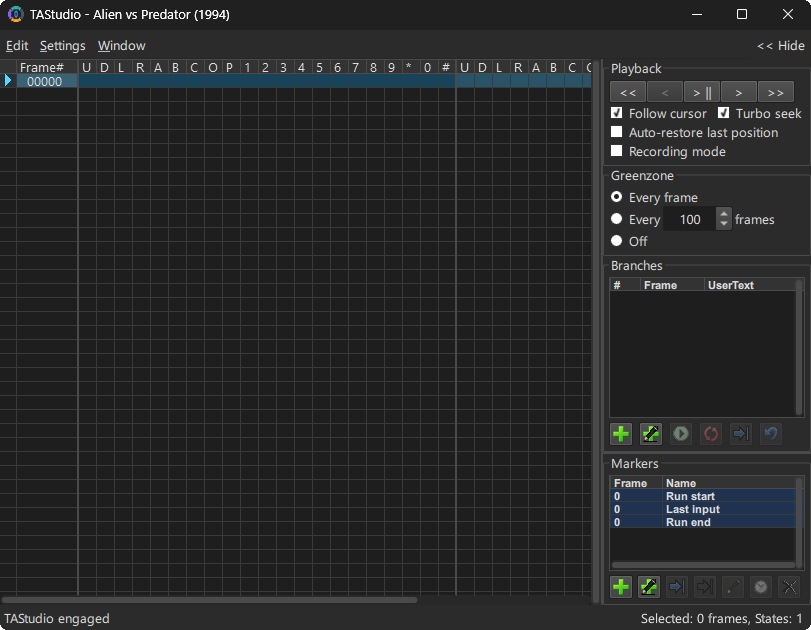 TAStudio - Alien vs Predator (1994)
Edit Settings Window << Hide
Frame# U D L R A B C O P 1 2 3 4 5 6 7 8 9 * 0 # U D L R A B C
00000
Playback
<< < > || > >>
Follow cursor Turbo seek
Auto-restore last position
Recording mode
Greenzone
Every frame
Every 100 frames
Off
Branches
# Frame UserText
Markers
Frame Name
0 Run start
0 Last input
0 Run end
TAStudio engaged Selected: 0 frames, States: 1